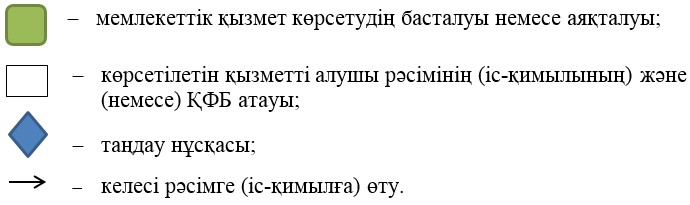 – мемлекеттік қызмет көрсетудің басталуы немесе аяқталуы;
– көрсетілетін қызметті алушы рәсімінің (іс-қимылының) және
(немесе) ҚФБ атауы;
– таңдау нұсқасы;
– келесі рәсімге (іс-қимылға) өту.